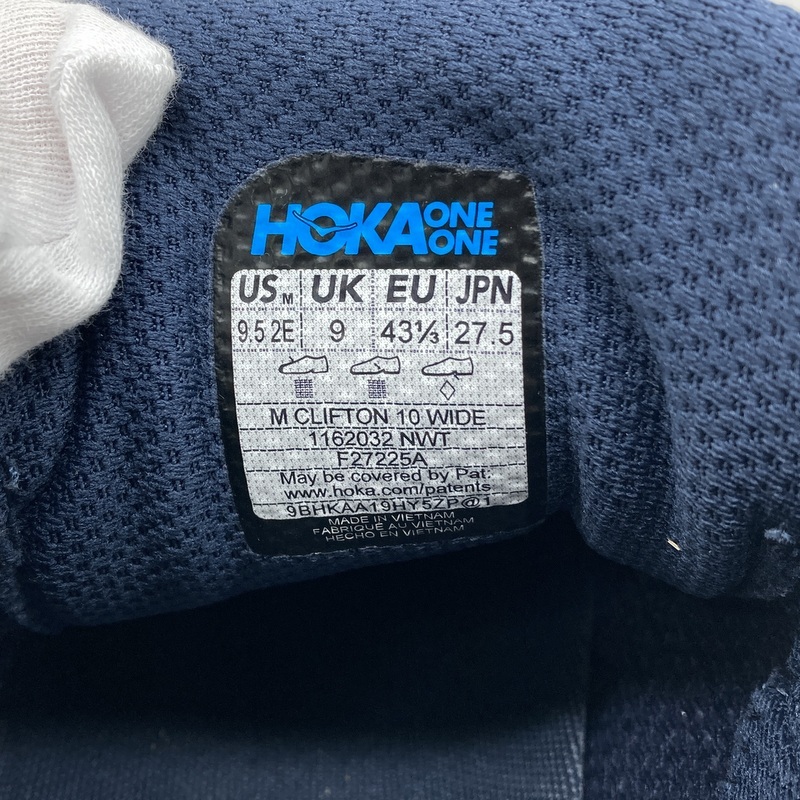 HOKA ONE ONE
US M UK EU JPN
9.5 2E 9 43⅓ 27.5
M CLIFTON 10 WIDE
1162032 NWT
F27225A
May be covered by Pat.
www.hoka.com/patents
9BHKAA19HY5ZP@1
MADE IN VIETNAM
FABRIQUÉ AU VIETNAM
HECHO EN VIETNAM